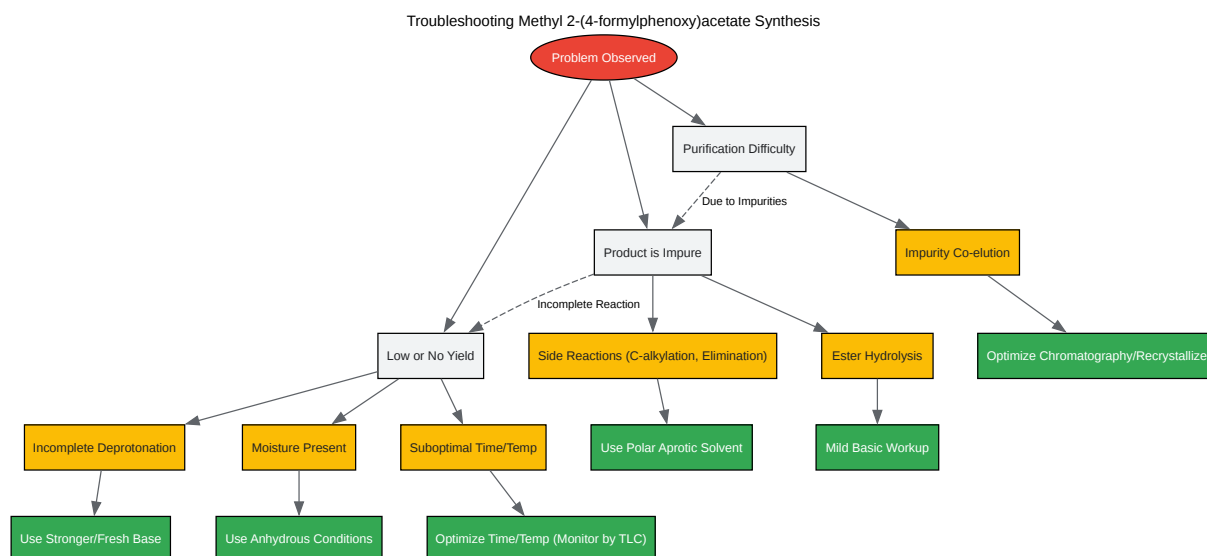 Troubleshooting Methyl 2-(4-formylphenoxy)acetate Synthesis
Problem Observed
Purification Difficulty
Due to Impurities
Product is Impure
Impurity Co-elution
Incomplete Reaction
Low or No Yield
Side Reactions (C-alkylation, Elimination)
Ester Hydrolysis
Optimize Chromatography/Recrystallize
Incomplete Deprotonation
Moisture Present
Suboptimal Time/Temp
Use Polar Aprotic Solvent
Mild Basic Workup
Use Stronger/Fresh Base
Use Anhydrous Conditions
Optimize Time/Temp (Monitor by TLC)